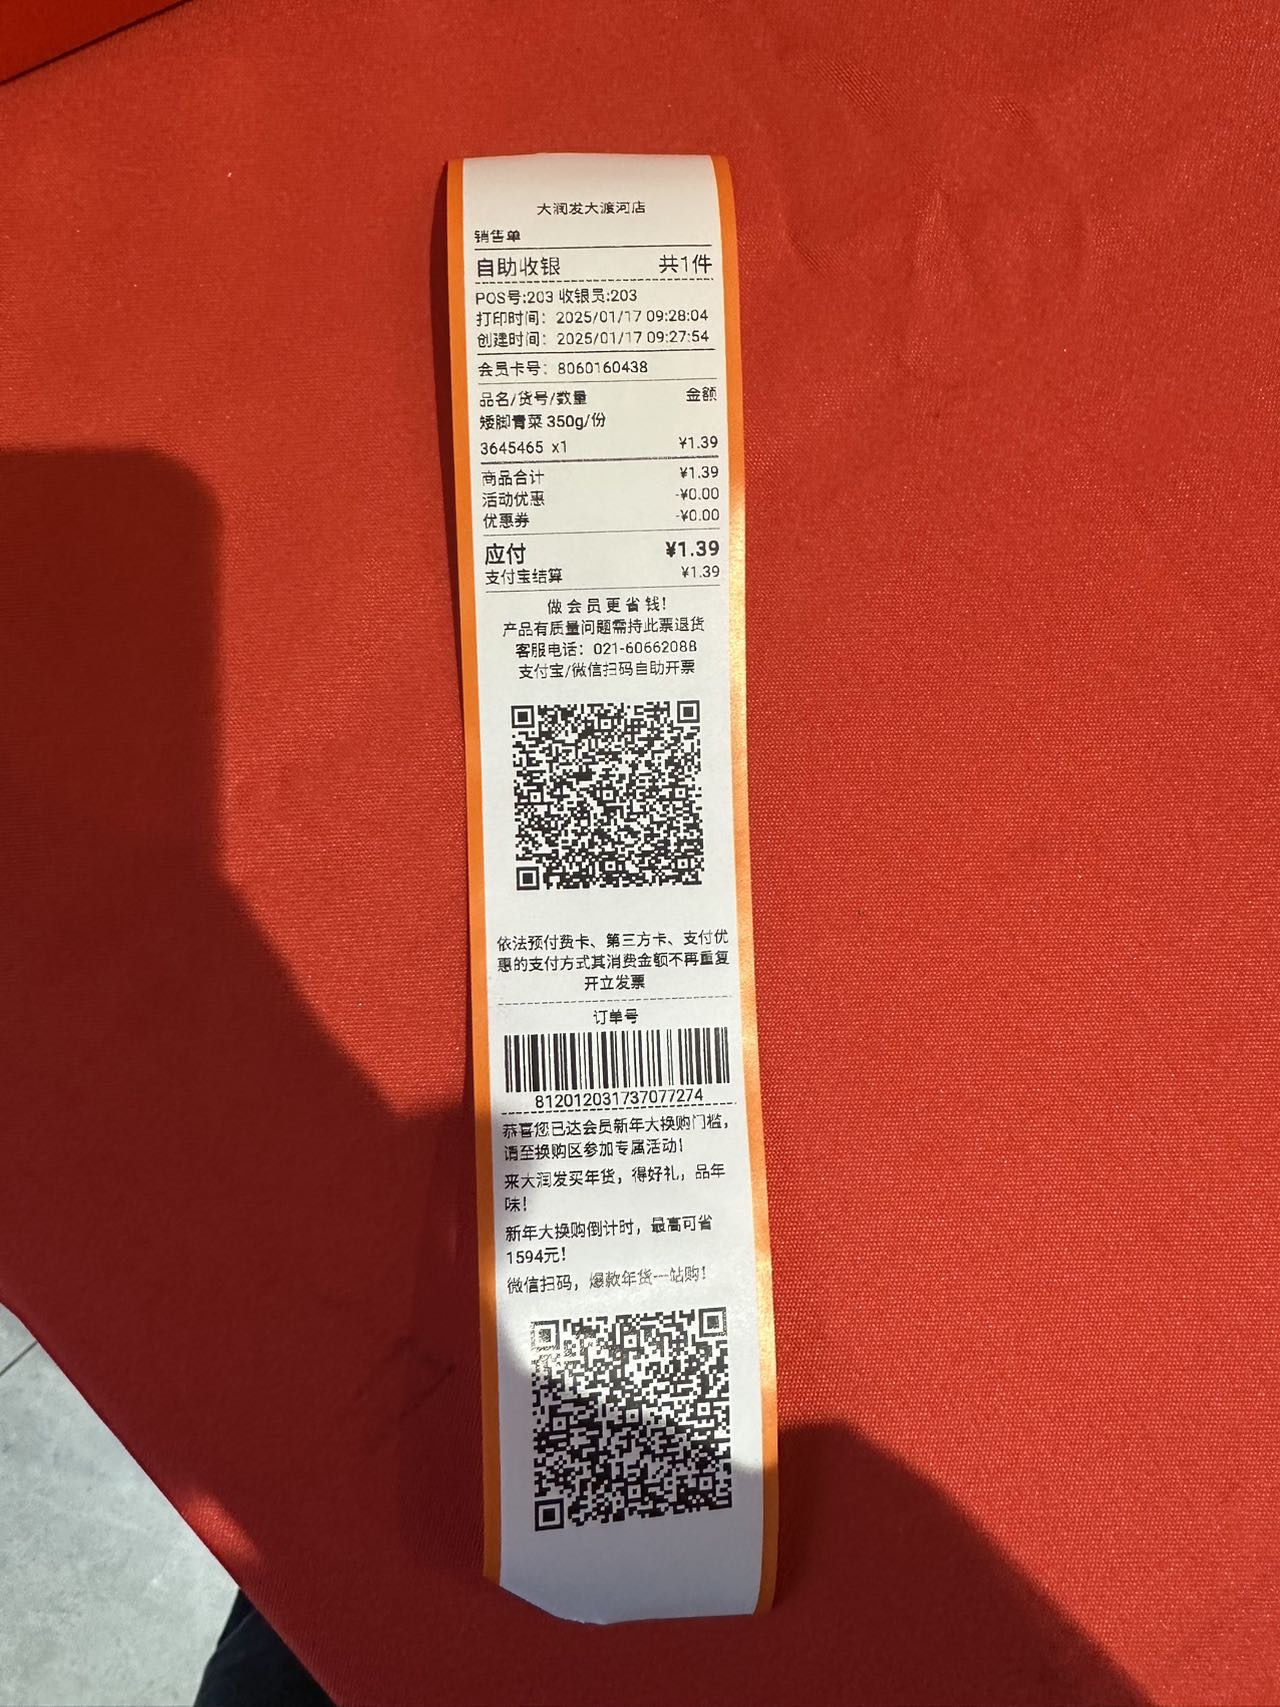 大润发大渡河店
销售单
自助收银 共1件
POS号:203 收银员:203
打印时间：2025/01/17 09:28:04
创建时间：2025/01/17 09:27:54
会员卡号：8060160438
品名/货号/数量 金额
矮脚青菜 350g/份
3645465 x1 ¥1.39
商品合计 ¥1.39
活动优惠 -¥0.00
优惠券 -¥0.00
应付 ¥1.39
支付宝结算 ¥1.39
做会员更省钱！
产品有质量问题需持此票退货
客服电话：021-60662088
支付宝/微信扫码自助开票
依法预付费卡、第三方卡、支付优
惠的支付方式其消费金额不再重复
开立发票
订单号
812012031737077274
恭喜您已达会员新年大换购门槛，
请至换购区参加专属活动！
来大润发买年货，得好礼，品年
味！
新年大换购倒计时，最高可省
1594元！
微信扫码，爆款年货一站购！